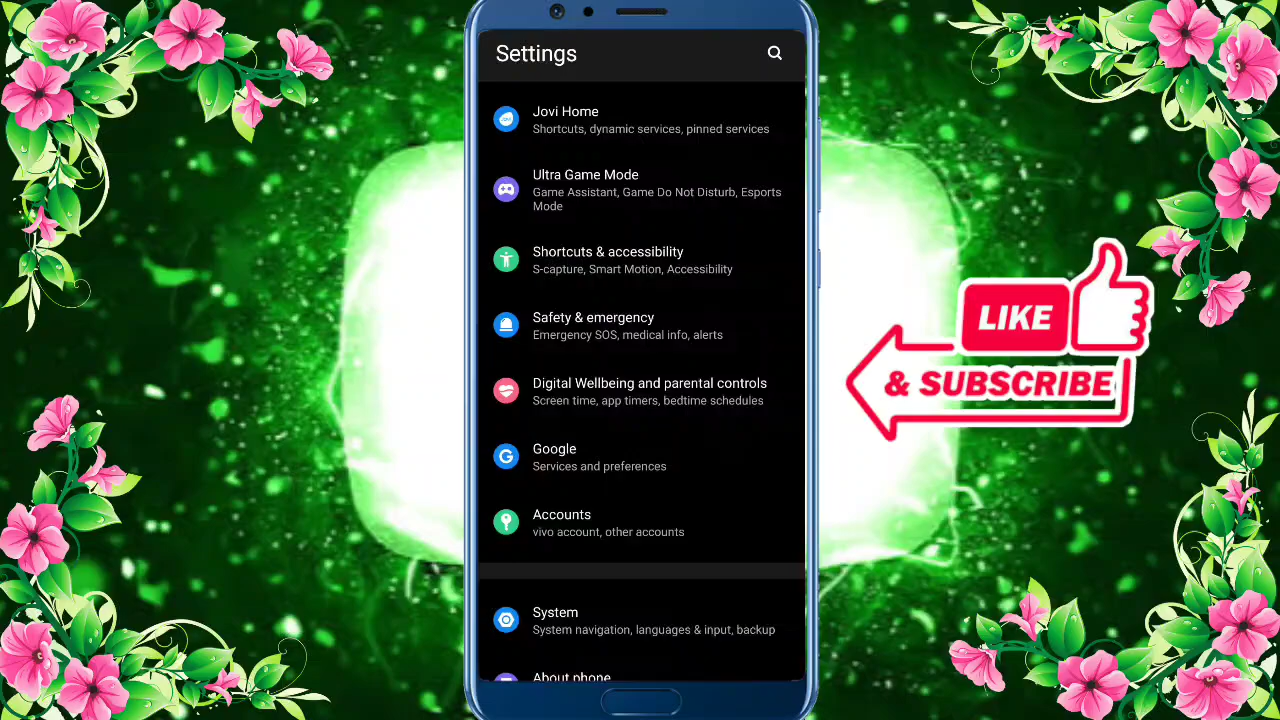 Settings
Jovi Home
Shortcuts, dynamic services, pinned services
Ultra Game Mode
Game Assistant, Game Do Not Disturb, Esports
Mode
Shortcuts & accessibility
S-capture, Smart Motion, Accessibility
Safety & emergency
Emergency SOS, medical info, alerts
Digital Wellbeing and parental controls
Screen time, app timers, bedtime schedules
Google
Services and preferences
Accounts
vivo account, other accounts
System
System navigation, languages & input, backup
About phone
LIKE
& SUBSCRIBE